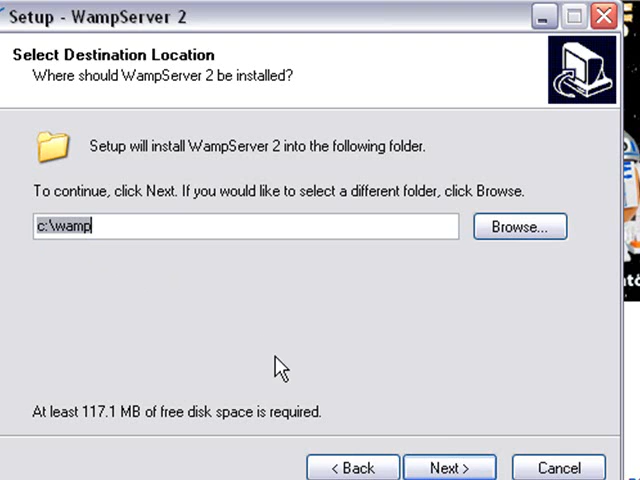 Setup - WampServer 2
Select Destination Location
Where should WampServer 2 be installed?
Setup will install WampServer 2 into the following folder.
To continue, click Next. If you would like to select a different folder, click Browse.
c:\wamp
Browse...
At least 117.1 MB of free disk space is required.
< Back
Next >
Cancel